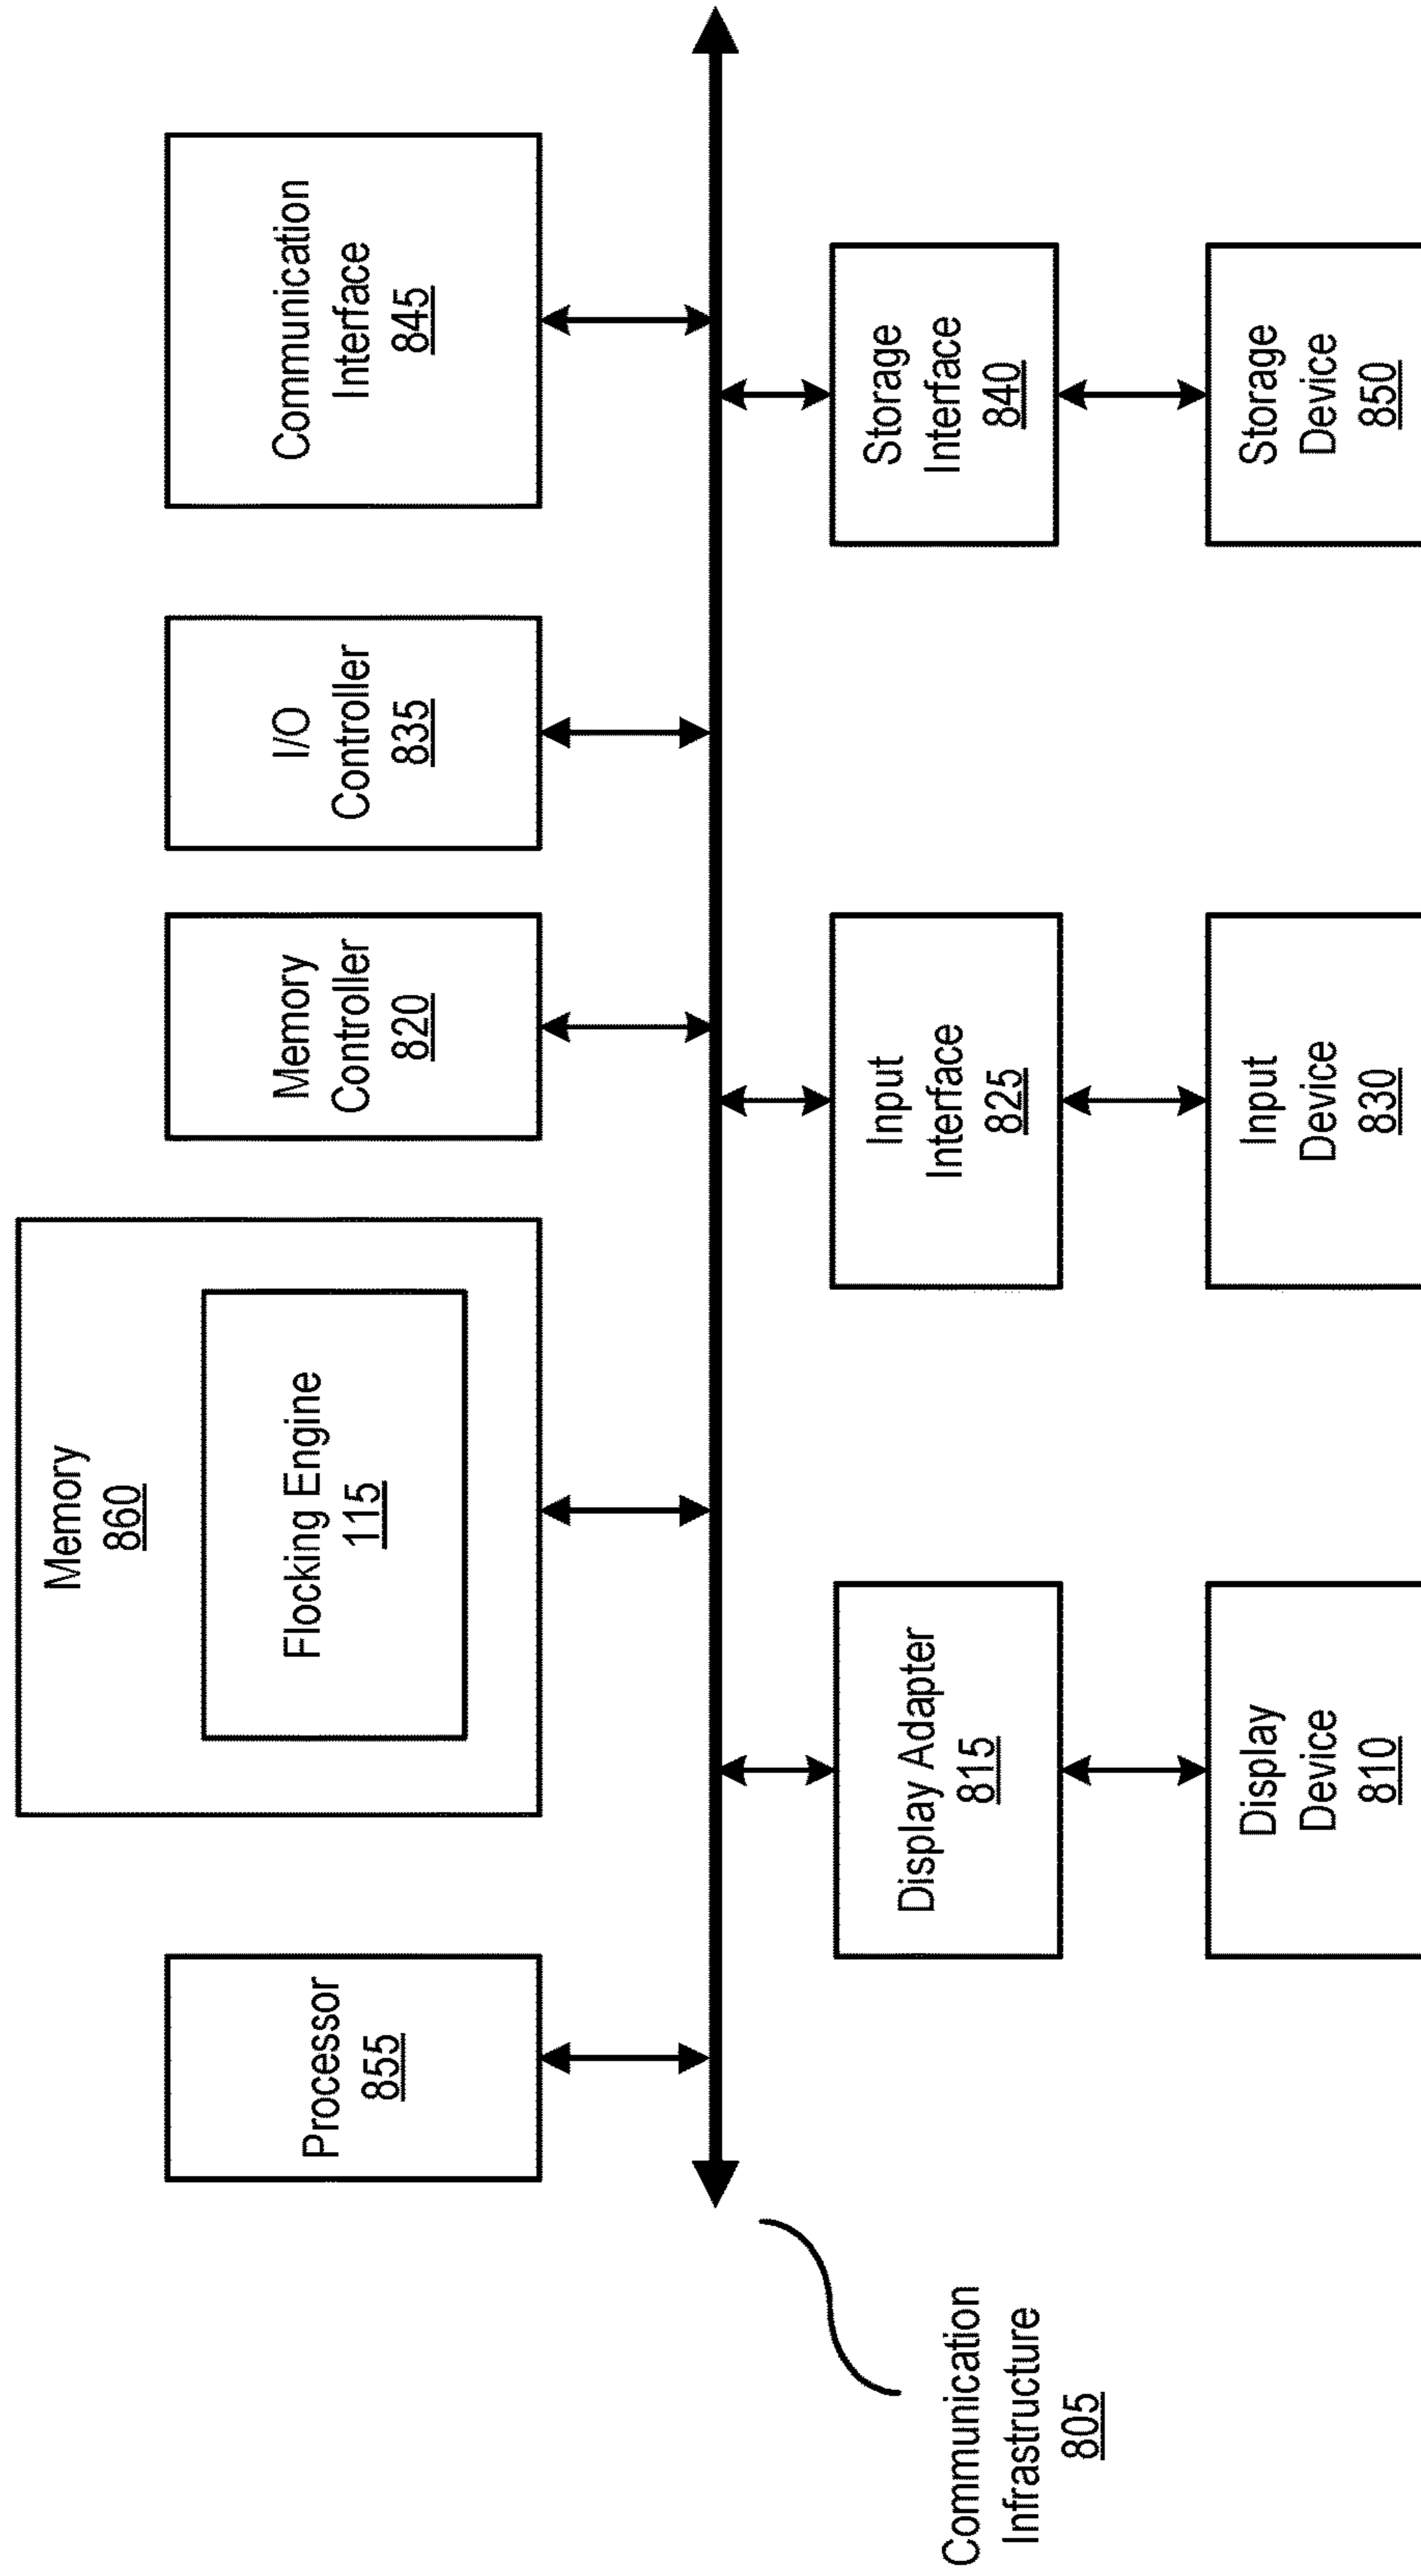 Processor
855
Memory
860
Flocking Engine
115
Memory
Controller
820
I/O
Controller
835
Communication
Interface
845
Communication
Infrastructure
805
Display Adapter
815
Input
Interface
825
Storage
Interface
840
Display
Device
810
Input
Device
830
Storage
Device
850